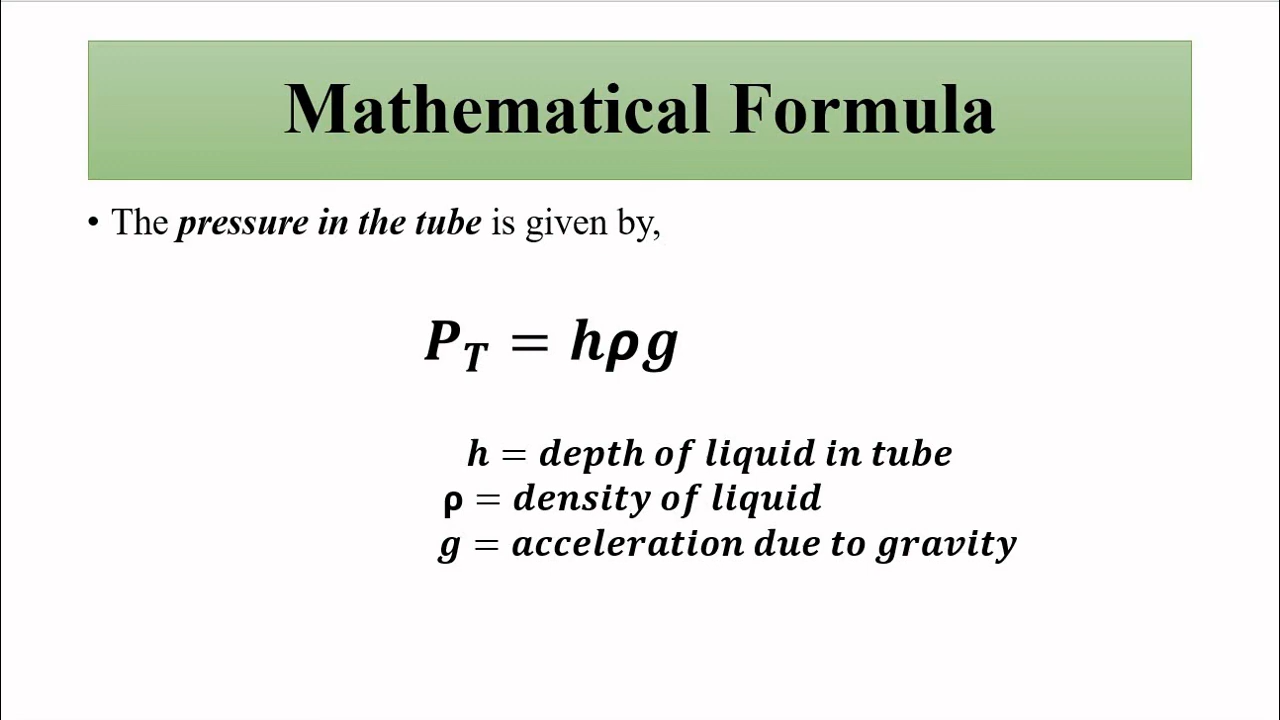 Mathematical Formula
• The pressure in the tube is given by,
P_T = hρg
h = depth of liquid in tube
ρ = density of liquid
g = acceleration due to gravity